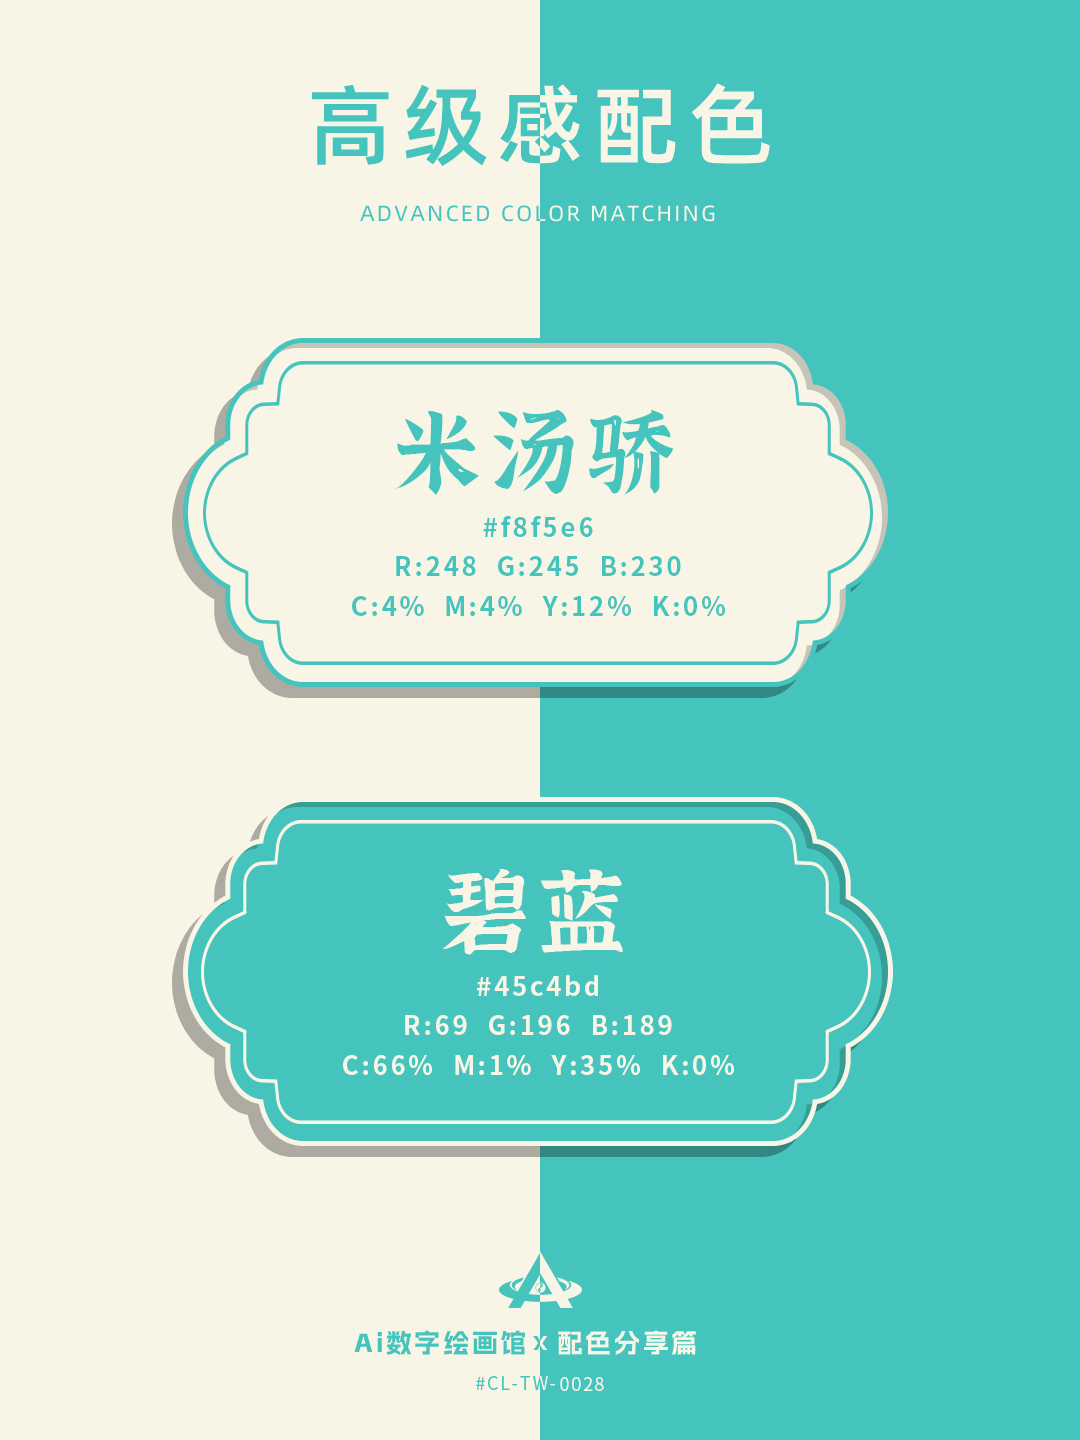 高级感配色
ADVANCED COLOR MATCHING
米汤骄
#f8f5e6
R:248 G:245 B:230
C:4% M:4% Y:12% K:0%
碧蓝
#45c4bd
R:69 G:196 B:189
C:66% M:1% Y:35% K:0%
Ai数字绘画馆 x 配色分享篇
#CL-TW-0028